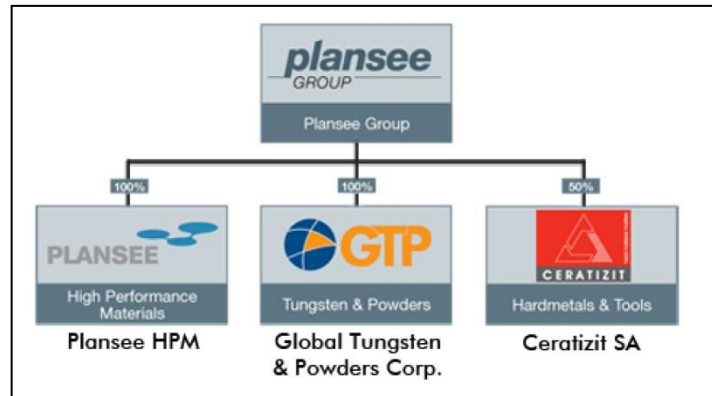 plansee
GROUP
Plansee Group
100%
100%
50%
PLANSEE
GTP
CERATIZIT
High Performance
Materials
Tungsten & Powders
Hardmetals & Tools
Plansee HPM
Global Tungsten
& Powders Corp.
Ceratizit SA